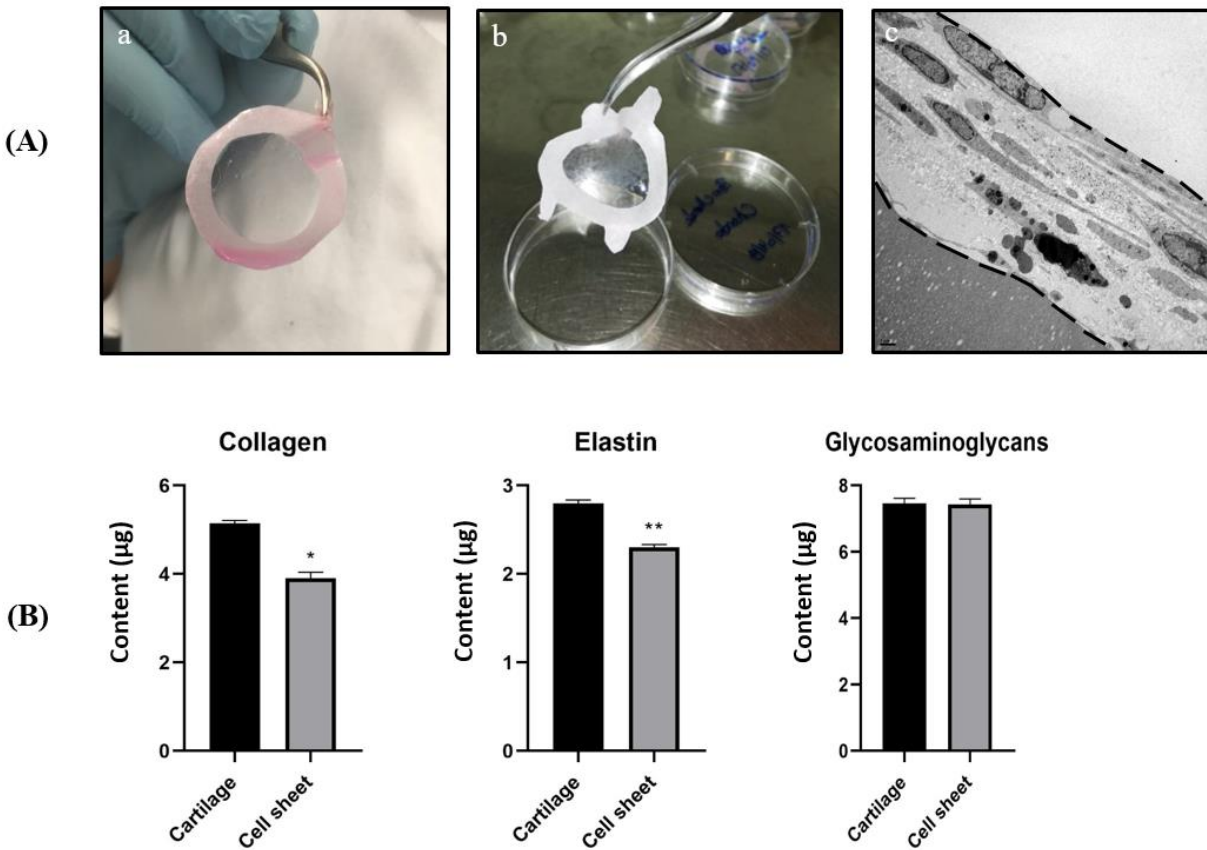 (A)
a
b
c
(B)
Collagen
Content (µg)
6
4
2
0
*
Cartilage
Cell sheet
Elastin
Content (µg)
3
2
1
0
**
Cartilage
Cell sheet
Glycosaminoglycans
Content (µg)
8
6
4
2
0
Cartilage
Cell sheet